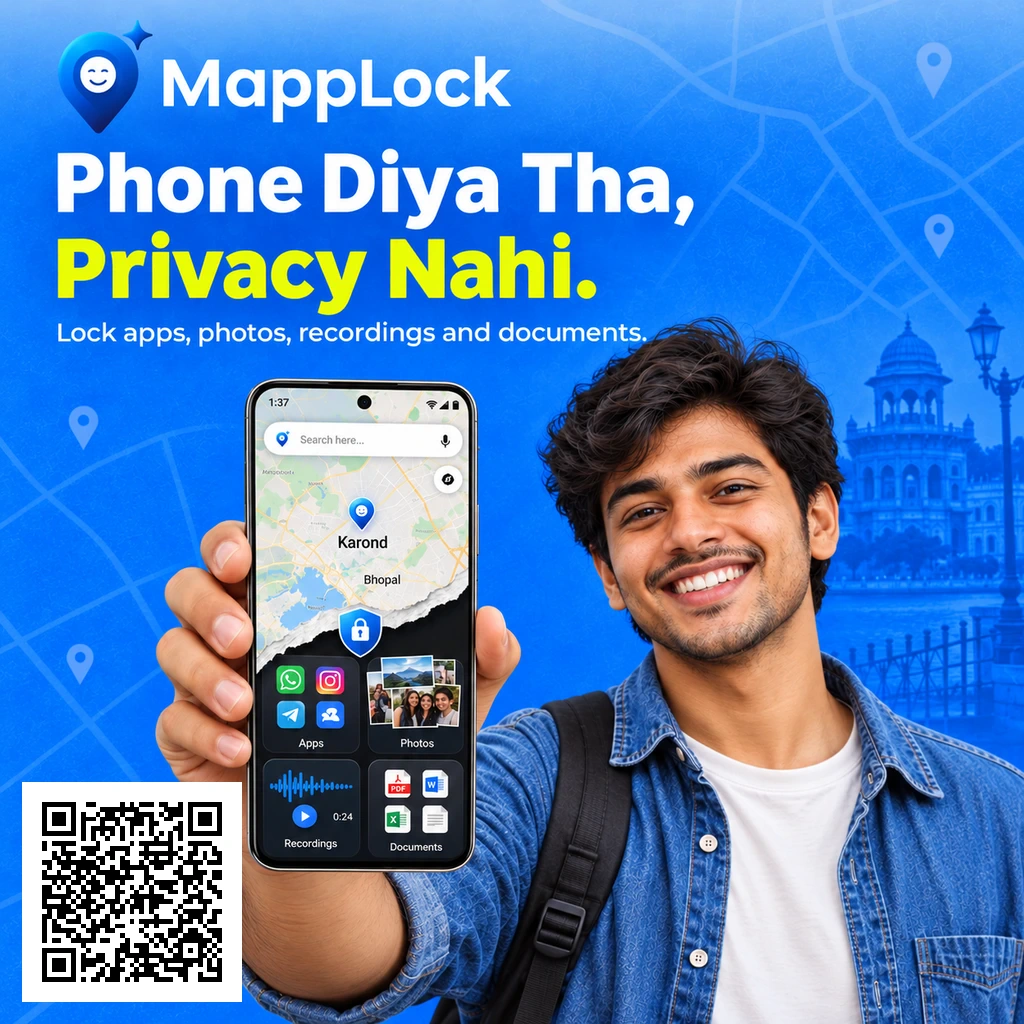 MappLock
Phone Diya Tha,
Privacy Nahi.
Lock apps, photos, recordings and documents.
1:37
Search here...
Karond
Bhopal
Apps
Photos
PDF
W
X
0:24
Recordings
Documents